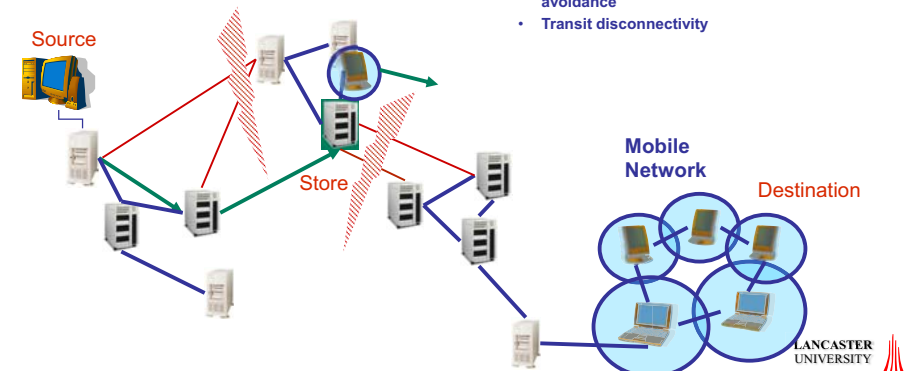 avoidance
• Transit disconnectivity
Source
Store
Mobile
Network
Destination
LANCASTER
UNIVERSITY